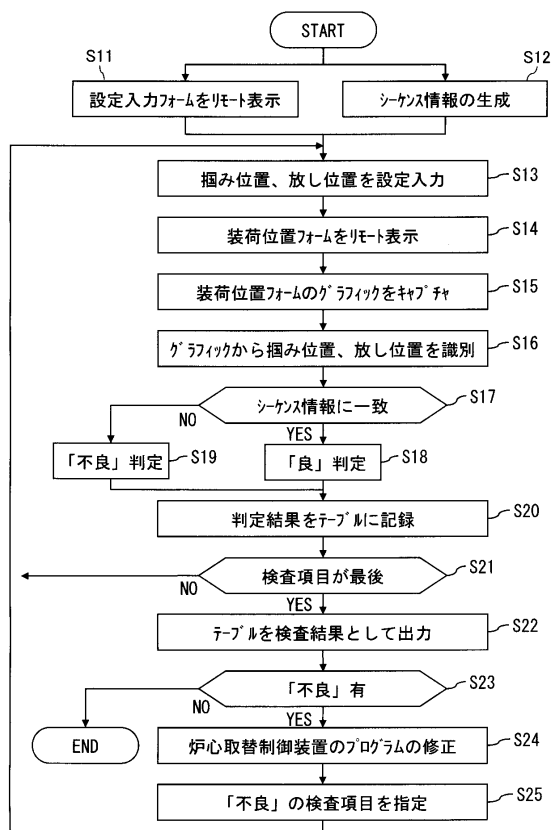 START
S11
S12
設定入力フォームをリモート表示
シーケンス情報の生成
掴み位置、放し位置を設定入力
S13
装荷位置フォームをリモート表示
S14
装荷位置フォームのグラフィックをキャプチャ
S15
グラフィックから掴み位置、放し位置を識別
S16
シーケンス情報に一致
S17
NO
YES
「不良」判定
S19
「良」判定
S18
判定結果をテーブルに記録
S20
検査項目が最後
S21
NO
YES
テーブルを検査結果として出力
S22
「不良」有
S23
NO
YES
END
炉心取替制御装置のプログラムの修正
S24
「不良」の検査項目を指定
S25